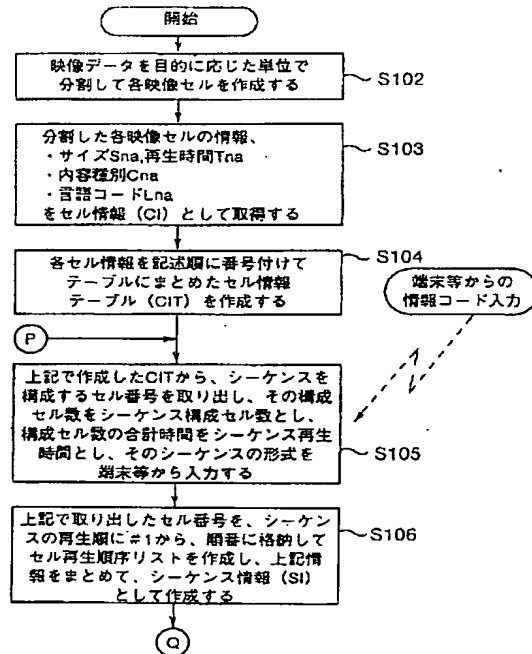 開始
映像データを目的に応じた単位で
分割して各映像セルを作成する
S102
分割した各映像セルの情報、
・サイズSna,再生時間Tna
・内容種別Cna
・言語コードLna
をセル情報(CI)として取得する
S103
各セル情報を記述順に番号付けて
テーブルにまとめたセル情報
テーブル(CIT)を作成する
S104
端末等からの
情報コード入力
P
上記で作成したCITから、シーケンスを
構成するセル番号を取り出し、その構成
セル数をシーケンス構成セル数とし、
構成セル数の合計時間をシーケンス再生
時間とし、そのシーケンスの形式を
端末等から入力する
S105
上記で取り出したセル番号を、シーケン
スの再生順に#1から、順番に格納して
セル再生順序リストを作成し、上記情
報をまとめて、シーケンス情報(SI)
として作成する
S106
Q